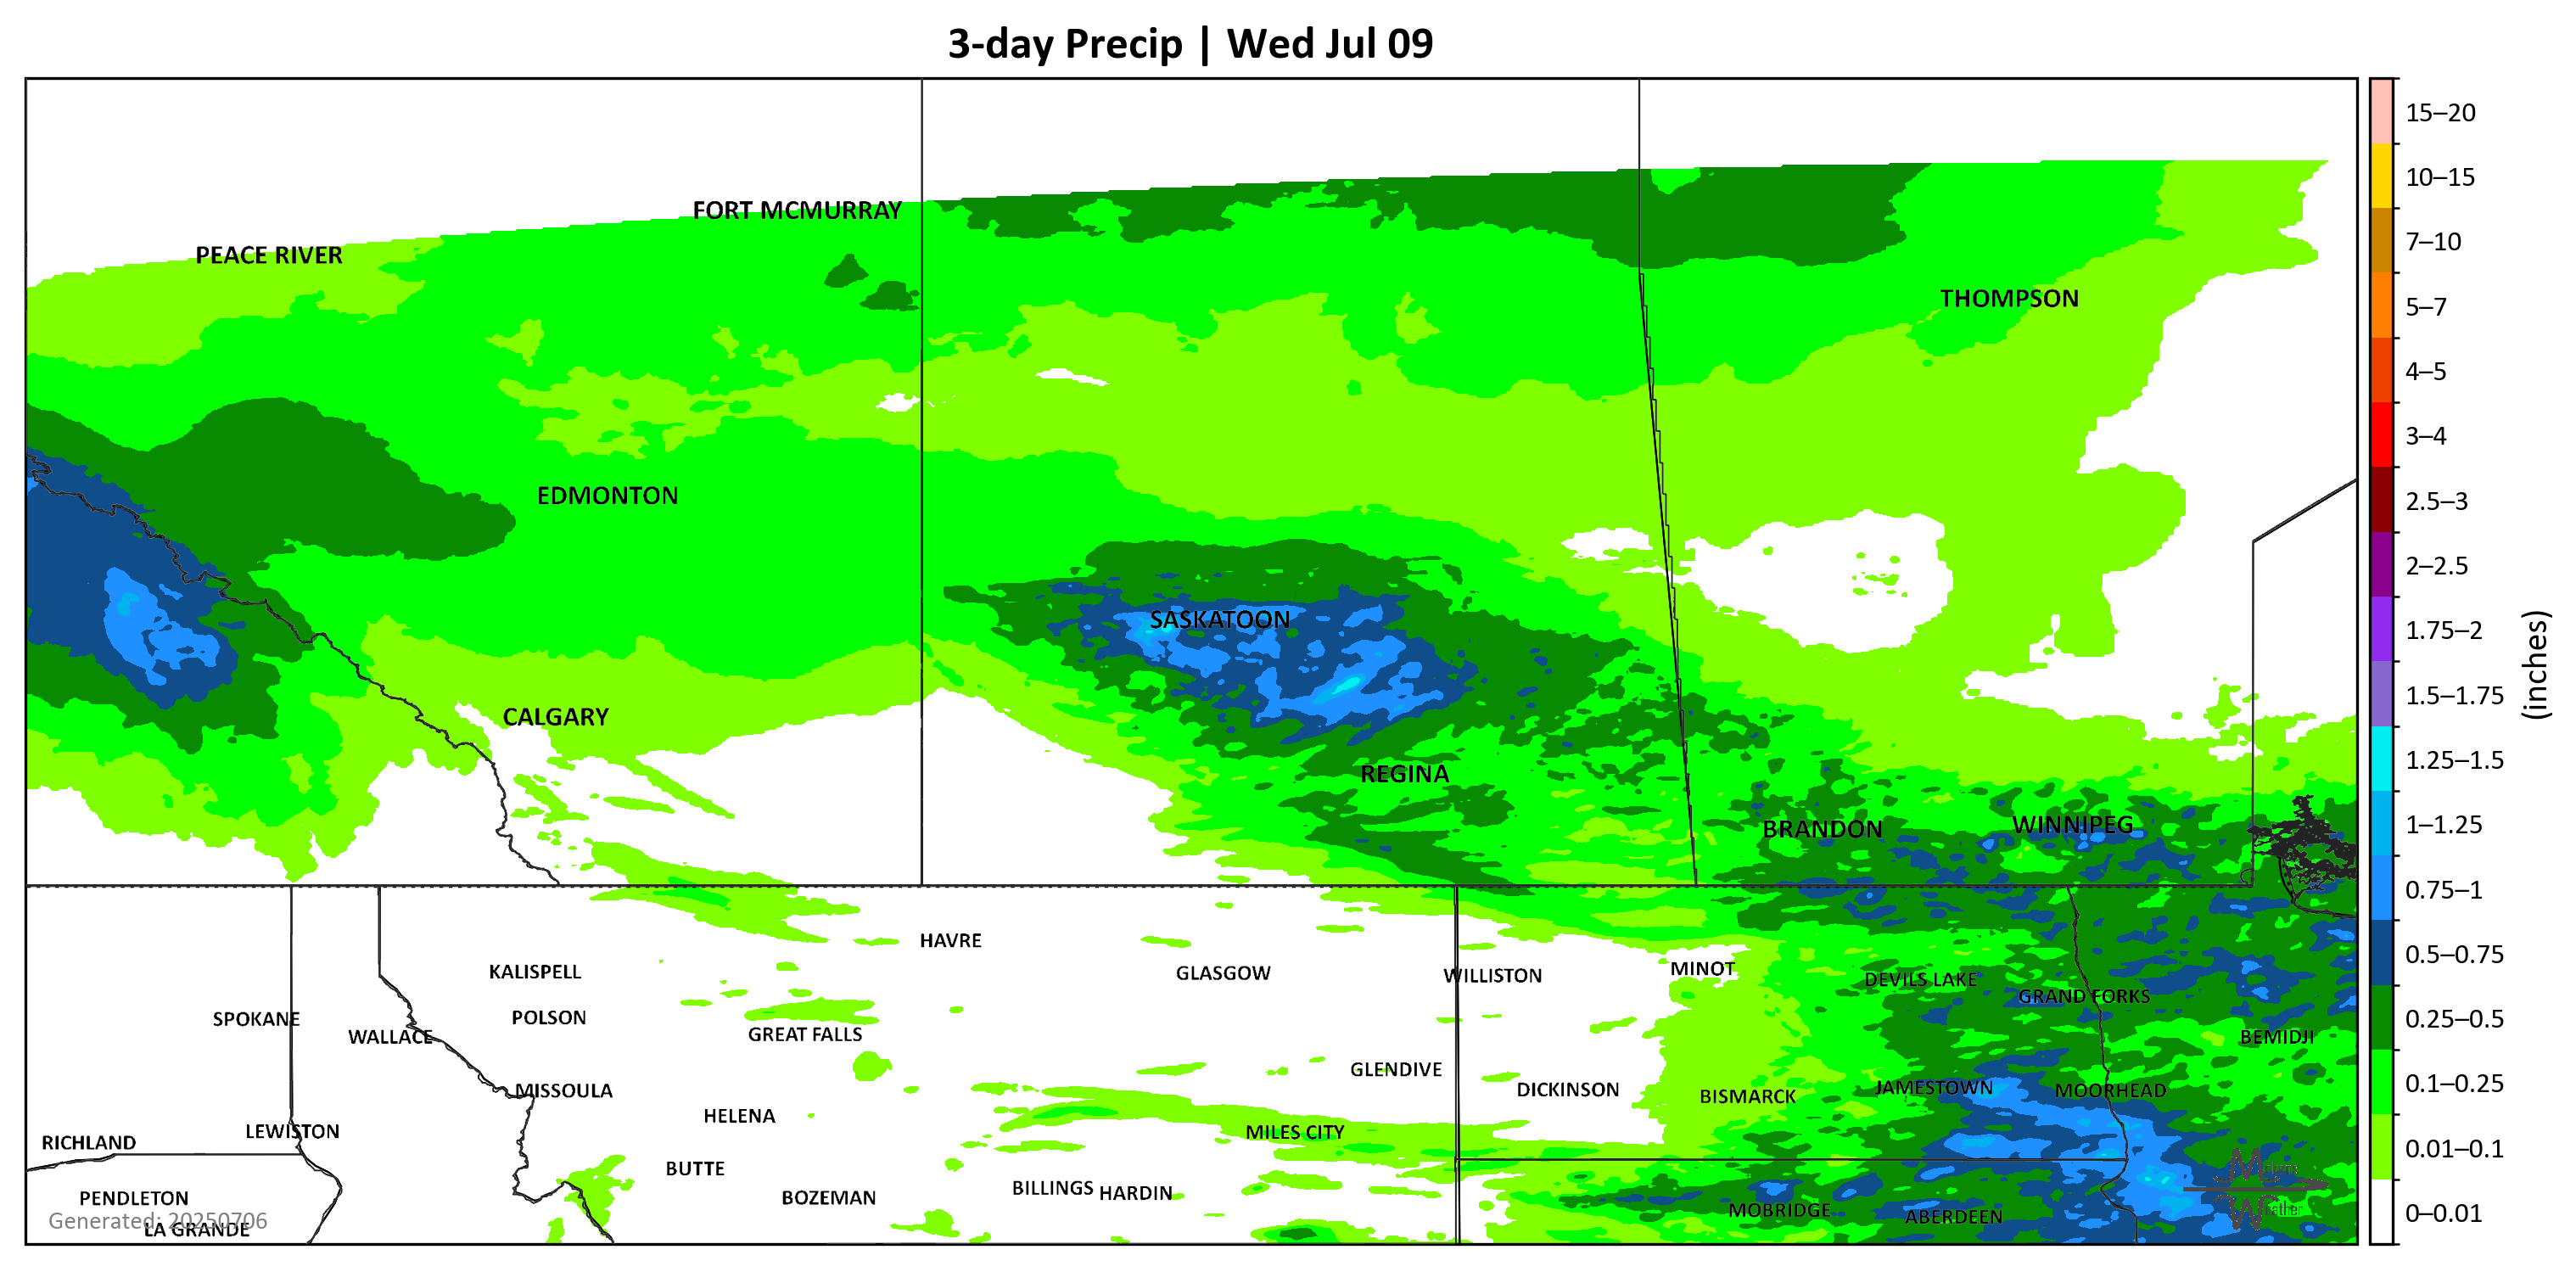 3-day Precip | Wed Jul 09
15–20
10–15
7–10
5–7
4–5
3–4
2.5–3
2–2.5
1.75–2
1.5–1.75
1.25–1.5
1–1.25
0.75–1
0.5–0.75
0.25–0.5
0.1–0.25
0.01–0.1
0–0.01
(inches)
FORT MCMURRAY
PEACE RIVER
THOMPSON
EDMONTON
SASKATOON
CALGARY
REGINA
BRANDON
WINNIPEG
HAVRE
KALISPELL
GLASGOW
WILLISTON
MINOT
DEVILS LAKE
GRAND FORKS
SPOKANE
POLSON
WALLACE
GREAT FALLS
BEMIDJI
GLENDIVE
MISSOULA
DICKINSON
BISMARCK
JAMESTOWN
MOORHEAD
HELENA
RICHLAND
LEWISTON
MILES CITY
BUTTE
PENDLETON
BOZEMAN
BILLINGS
HARDIN
MOBRIDGE
ABERDEEN
Generated: 20250706
LA GRANDE